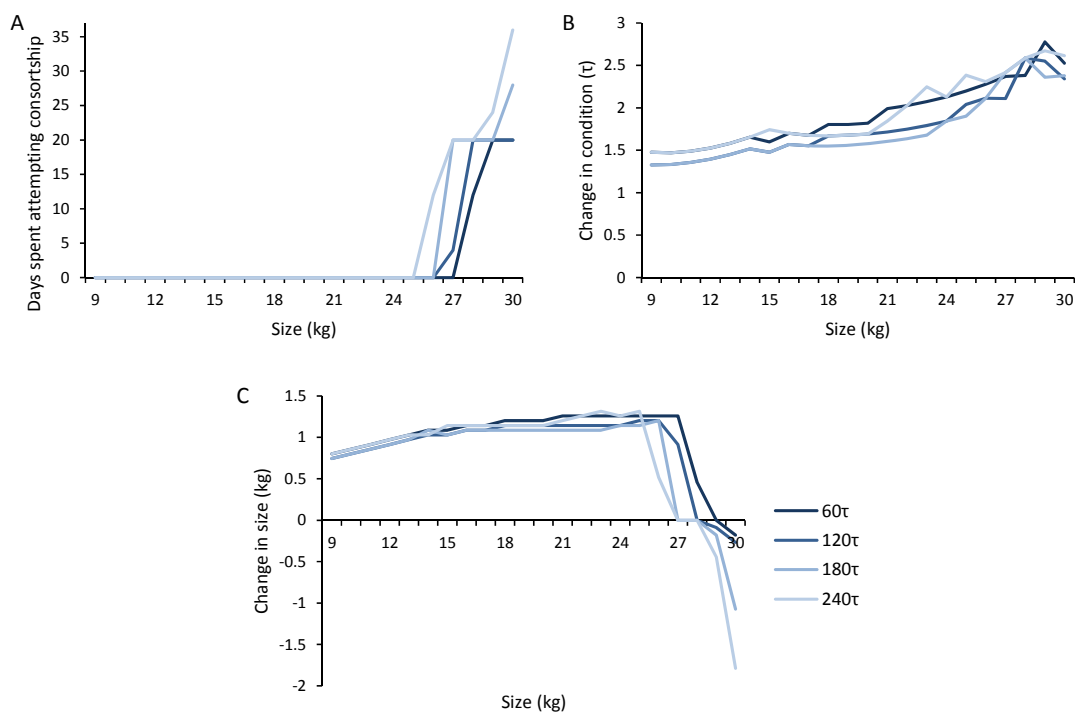 A
Days spent attempting consortship
35
30
25
20
15
10
5
0
9 12 15 18 21 24 27 30
Size (kg)
B
Change in condition (τ)
3
2.5
2
1.5
1
0.5
0
9 12 15 18 21 24 27 30
Size (kg)
C
Change in size (kg)
1.5
1
0.5
0
-0.5
-1
-1.5
-2
9 12 15 18 21 24 27 30
Size (kg)
60τ
120τ
180τ
240τ